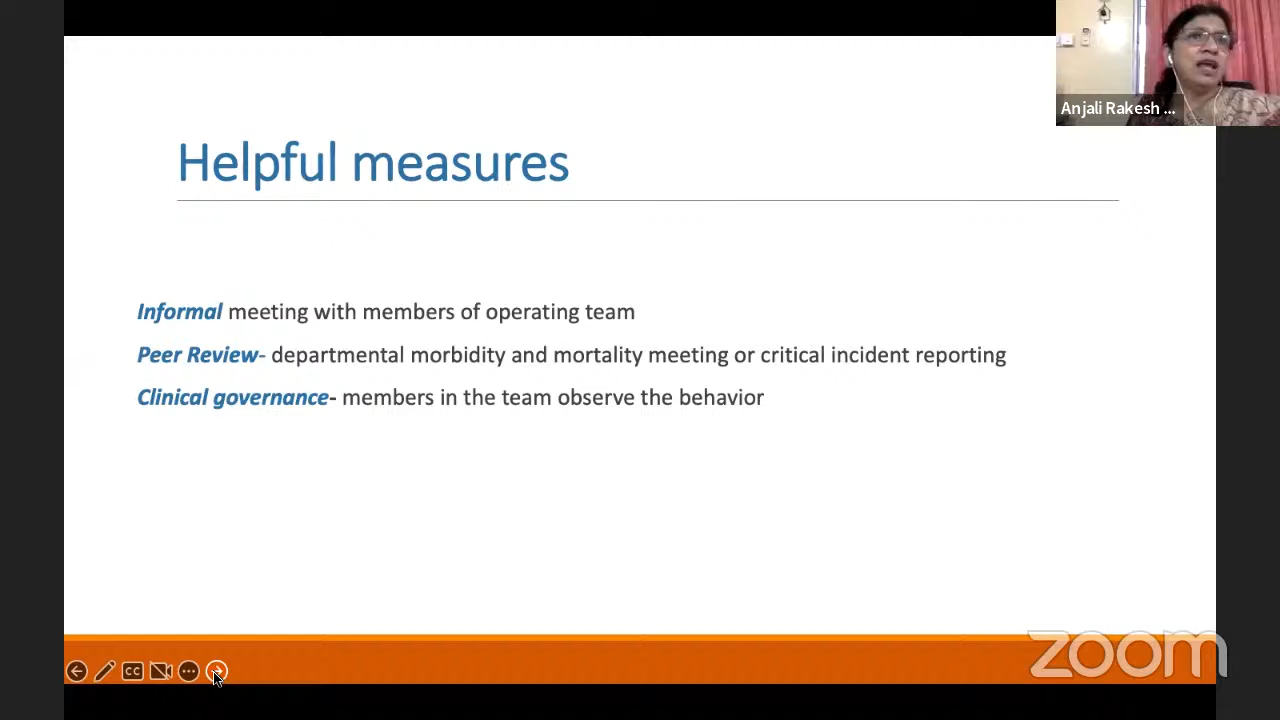 Anjali Rakesh ...
Helpful measures
Informal meeting with members of operating team
Peer Review- departmental morbidity and mortality meeting or critical incident reporting
Clinical governance- members in the team observe the behavior
CC
zoom